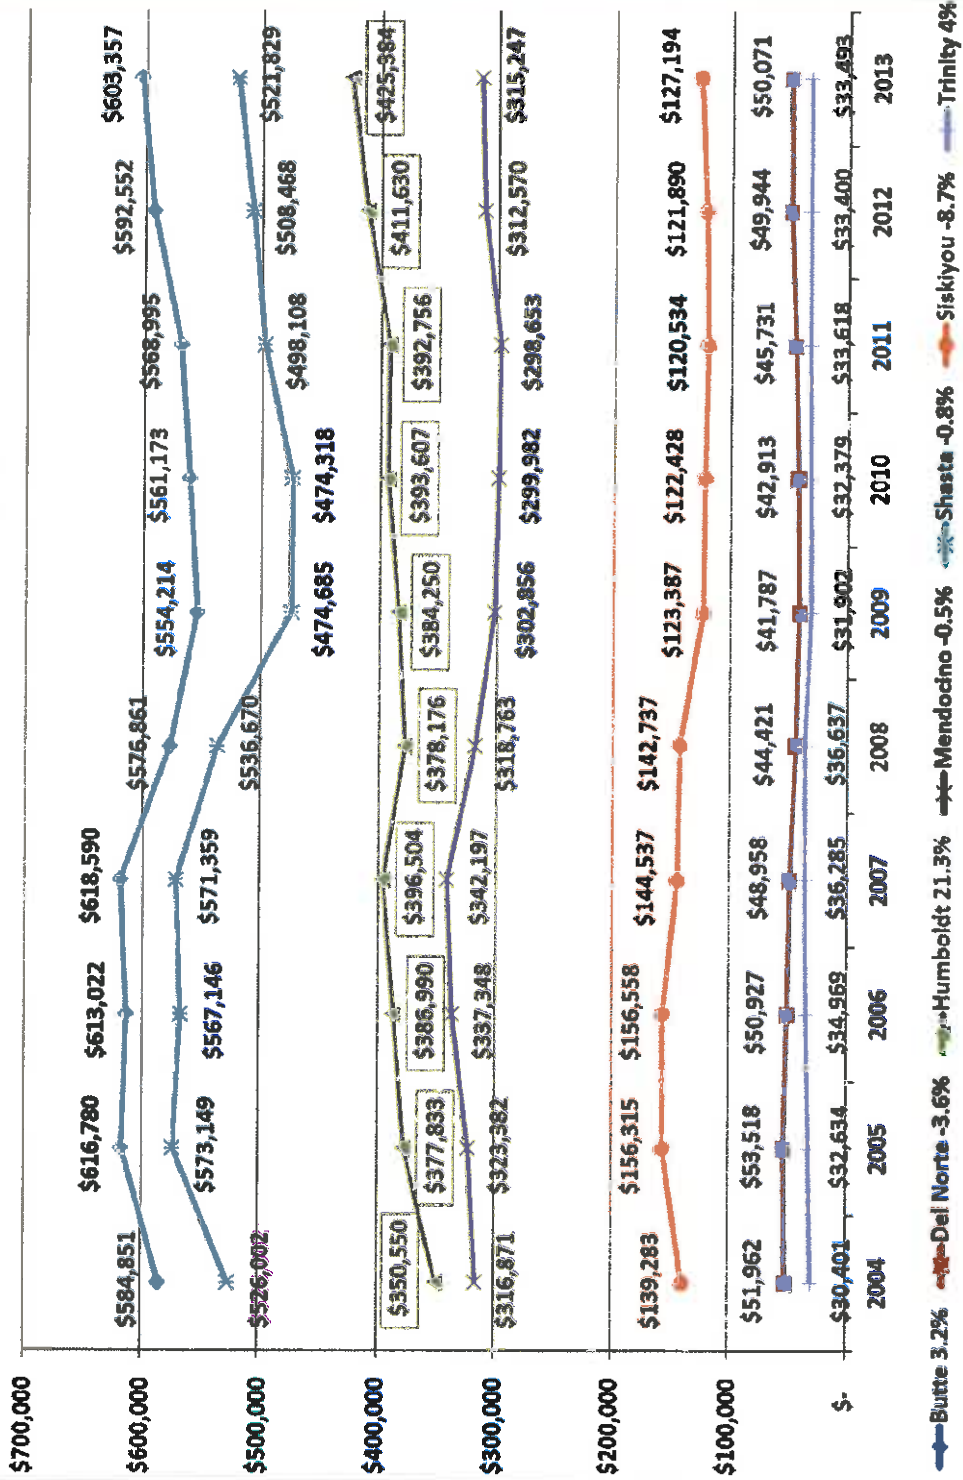 $700,000
$600,000
$500,000
$400,000
$300,000
$200,000
$100,000
$-
$584,851 $616,780 $613,022 $618,590 $576,861 $554,214 $561,173 $568,995 $592,552 $603,357
$526,002 $573,149 $567,146 $571,359 $536,670 $474,685 $474,318 $498,108 $508,468 $521,829
$350,550 $377,833 $386,990 $396,504 $378,176 $384,250 $393,607 $392,756 $411,630 $425,384
$316,871 $323,382 $337,348 $342,197 $318,763 $302,856 $299,982 $298,653 $312,570 $315,247
$139,283 $156,315 $156,558 $144,537 $142,737 $123,387 $122,428 $120,534 $121,890 $127,194
$51,962 $53,518 $50,927 $48,958 $44,421 $41,787 $42,913 $45,731 $49,944 $50,071
$30,401 $32,634 $34,969 $36,285 $36,637 $31,902 $32,379 $33,618 $33,400 $33,493
2004 2005 2006 2007 2008 2009 2010 2011 2012 2013
Butte 3.2% Del Norte -3.6% Humboldt 21.3% Mendocino -0.5% Shasta -0.8% Siskiyou -8.7% Trinity 4%